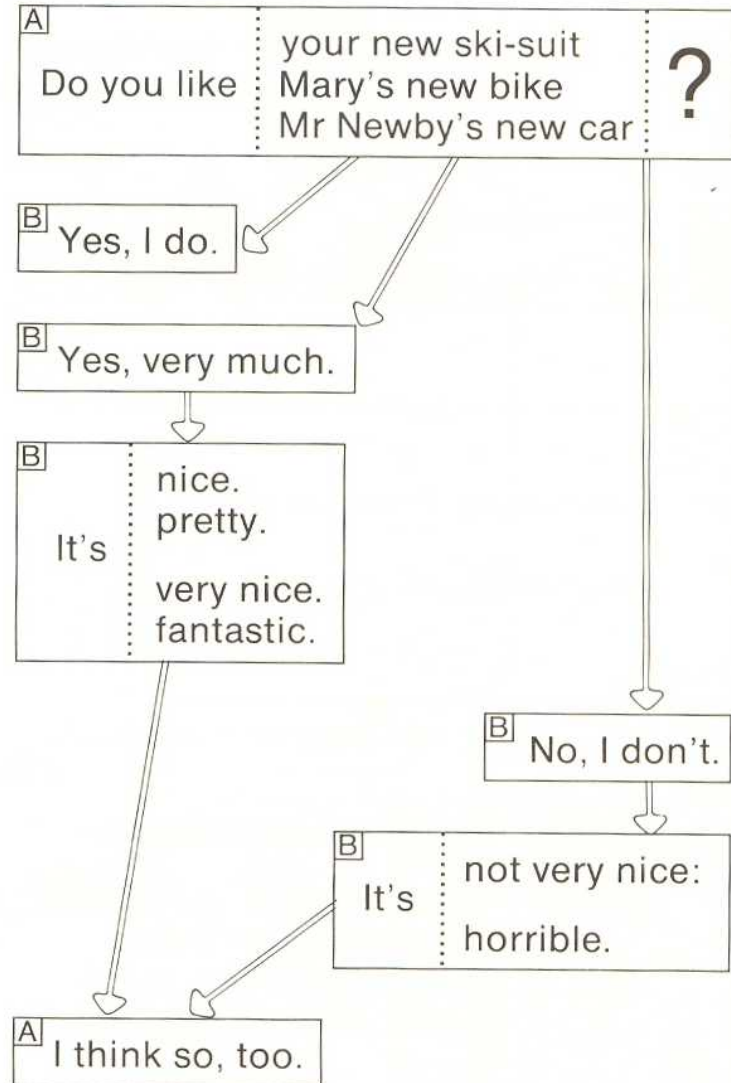 A
Do you like
your new ski-suit
Mary's new bike
Mr Newby's new car
?
B
Yes, I do.
B
Yes, very much.
B
It's
nice.
pretty.
very nice.
fantastic.
B
No, I don't.
B
It's
not very nice:
horrible.
A
I think so, too.